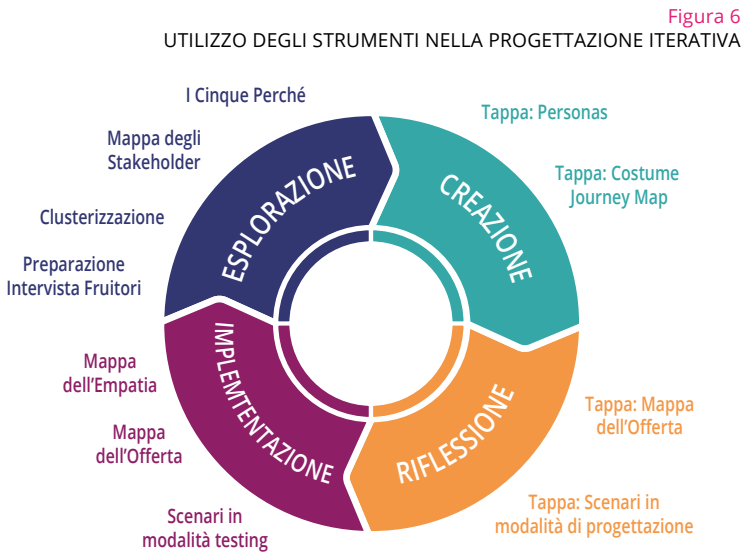 Figura 6
UTILIZZO DEGLI STRUMENTI NELLA PROGETTAZIONE ITERATIVA
I Cinque Perché
Mappa degli
Stakeholder
Clusterizzazione
Preparazione
Intervista Fruitori
ESPLORAZIONE
Tappa: Personas
Tappa: Costume
Journey Map
CREAZIONE
Tappa: Mappa
dell'Offerta
Tappa: Scenari in
modalità di progettazione
RIFLESSIONE
Mappa
dell'Empatia
Mappa
dell'Offerta
Scenari in
modalità testing
IMPLEMTENTAZIONE